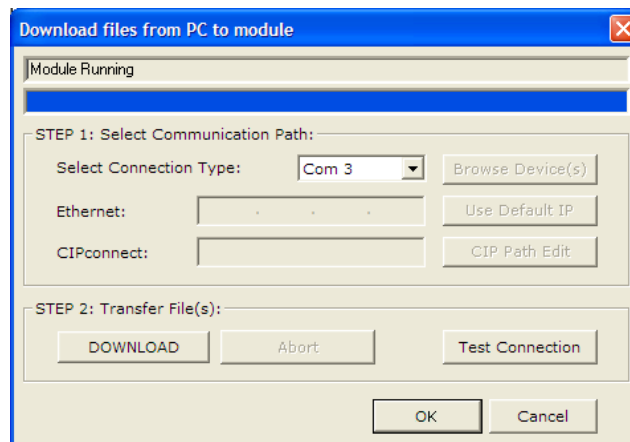 Download files from PC to module
Module Running
STEP 1: Select Communication Path:
Select Connection Type: Com 3 Browse Device(s)
Ethernet: . . . Use Default IP
CIPconnect: CIP Path Edit
STEP 2: Transfer File(s):
DOWNLOAD Abort Test Connection
OK Cancel